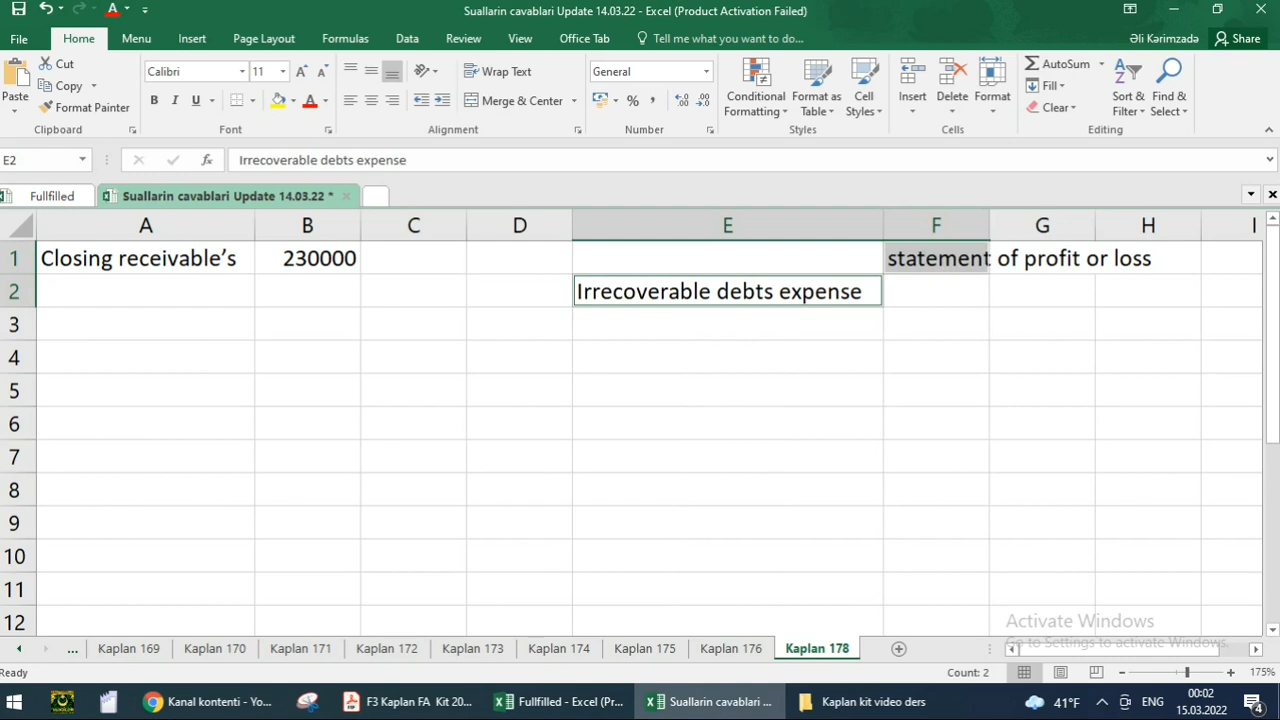 Suallarin cavablari Update 14.03.22 - Excel (Product Activation Failed)
File Home Menu Insert Page Layout Formulas Data Review View Office Tab Tell me what you want to do... Əli Kərimzadə Share
Cut
Copy
Format Painter
Paste
Clipboard
Calibri 11
B I U
Font
Wrap Text
Merge & Center
Alignment
General
Number
Conditional Formatting
Format as Table
Cell Styles
Styles
Insert Delete Format
Cells
AutoSum
Fill
Clear
Sort & Filter
Find & Select
Editing
E2 fx Irrecoverable debts expense
Fullfilled Suallarin cavablari Update 14.03.22 *
A B C D E F G H I
1 Closing receivable’s 230000 statement of profit or loss
2 Irrecoverable debts expense
3
4
5
6
7
8
9
10
11
12
Activate Windows
Go to Settings to activate Windows.
... Kaplan 169 Kaplan 170 Kaplan 171 Kaplan 172 Kaplan 173 Kaplan 174 Kaplan 175 Kaplan 176 Kaplan 178
Ready Count: 2 175%
Kanal kontenti - Yo... F3 Kaplan FA Kit 20... Fullfilled - Excel (Pr... Suallarin cavablari ... Kaplan kit video ders 41°F ENG 00:02
15.03.2022
4